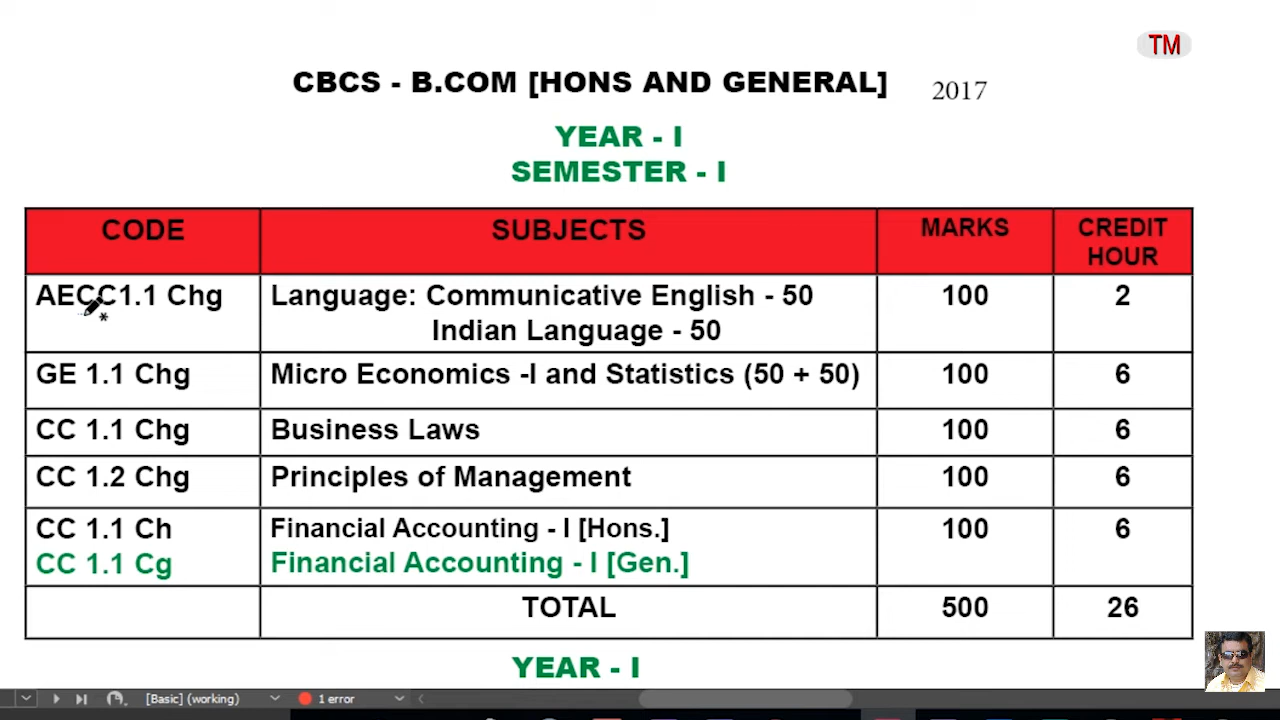 TM
CBCS - B.COM [HONS AND GENERAL] 2017
YEAR - I
SEMESTER - I
CODE SUBJECTS MARKS CREDIT HOUR
AECC1.1 Chg Language: Communicative English - 50 100 2
Indian Language - 50
GE 1.1 Chg Micro Economics -I and Statistics (50 + 50) 100 6
CC 1.1 Chg Business Laws 100 6
CC 1.2 Chg Principles of Management 100 6
CC 1.1 Ch Financial Accounting - I [Hons.] 100 6
CC 1.1 Cg Financial Accounting - I [Gen.]
TOTAL 500 26
YEAR - I
[Basic] (working) 1 error